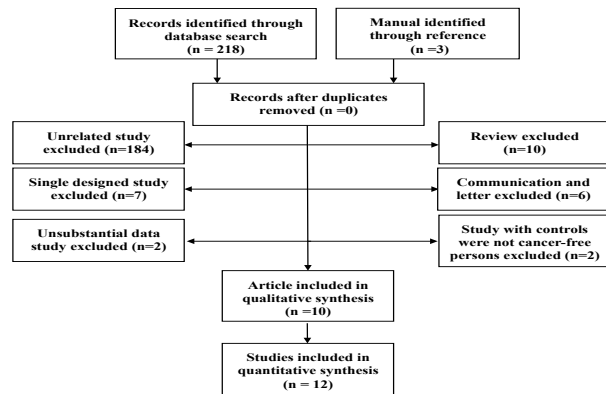 Records identified through
database search
(n = 218)
Manual identified
through reference
(n =3)
Records after duplicates
removed (n =0)
Unrelated study
excluded (n=184)
Review excluded
(n=10)
Single designed study
excluded (n=7)
Communication and
letter excluded (n=6)
Unsubstantial data
study excluded (n=2)
Study with controls
were not cancer-free
persons excluded (n=2)
Article included in
qualitative synthesis
(n =10)
Studies included in
quantitative synthesis
(n = 12)